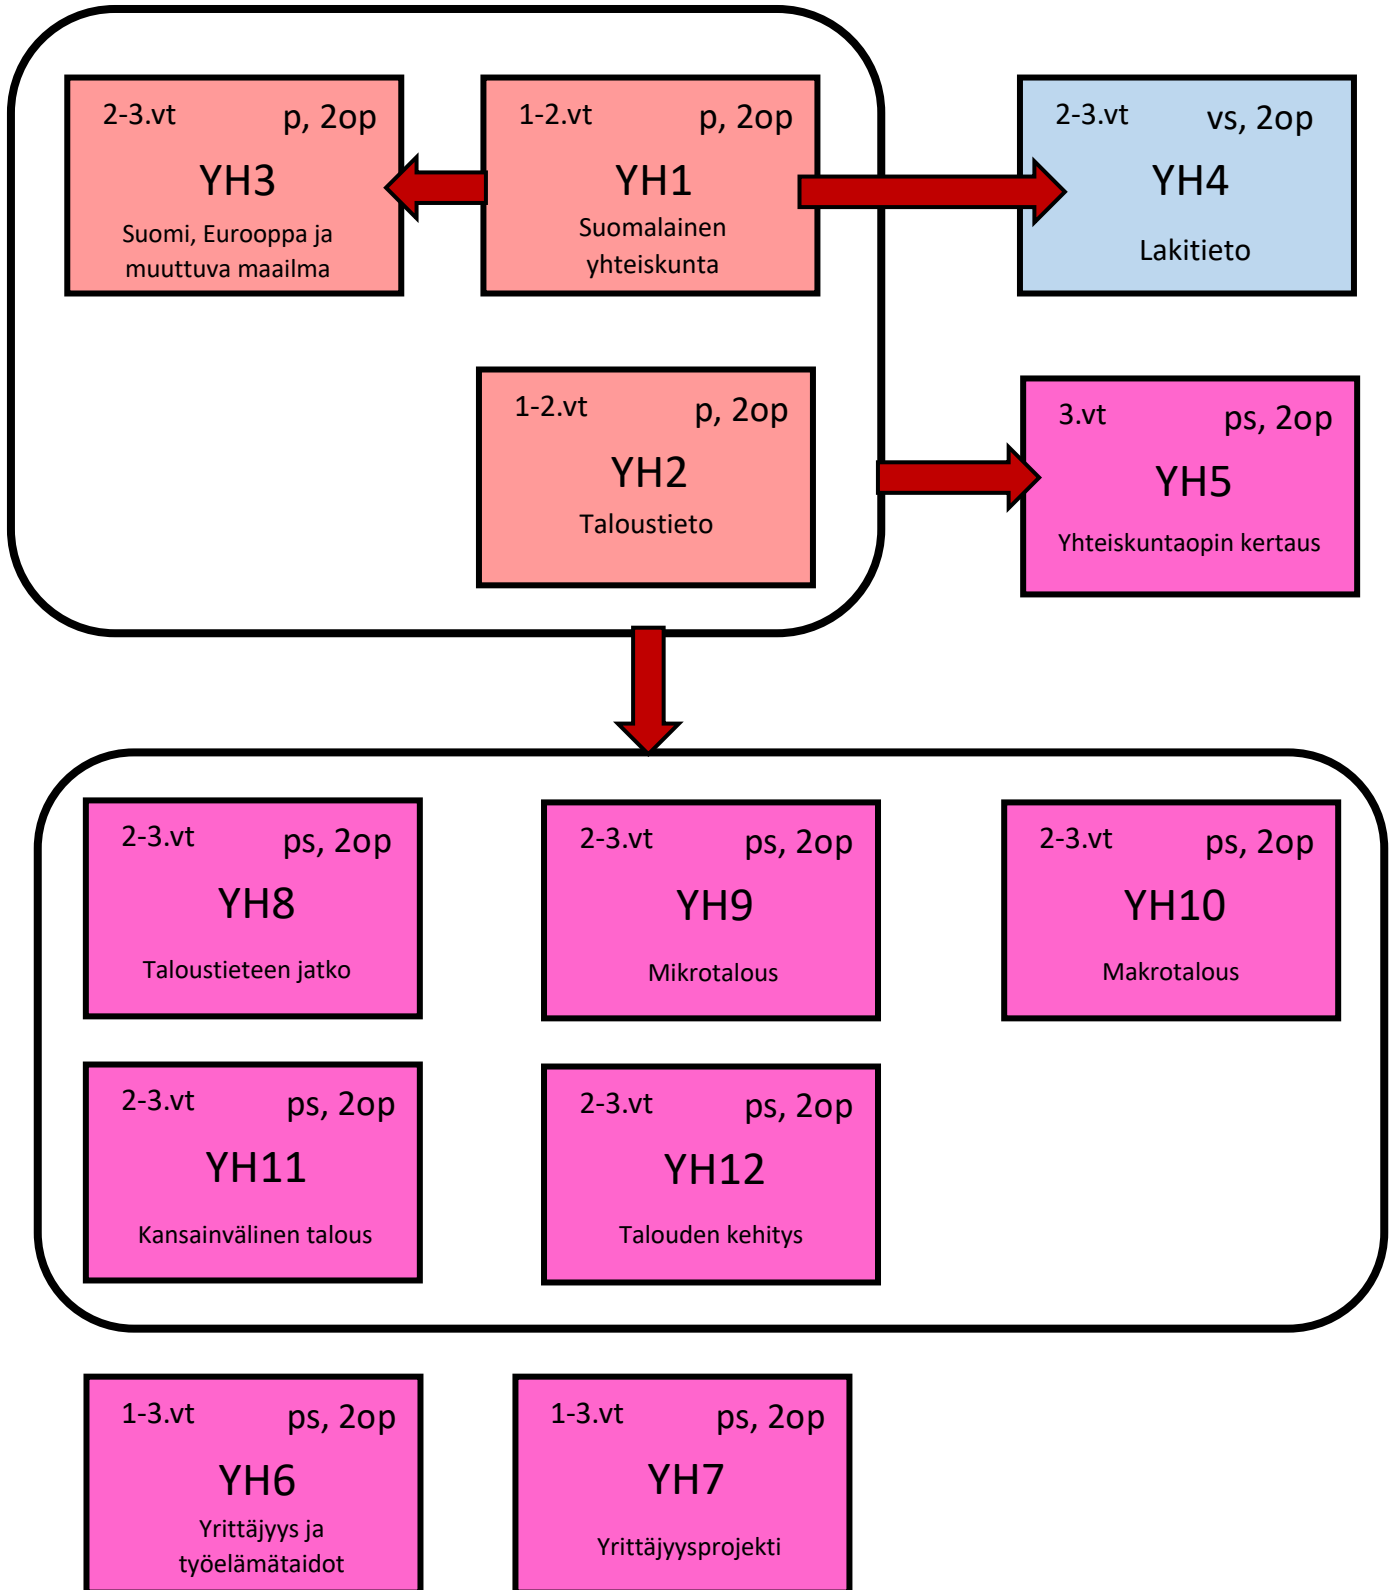 2-3.vt p, 2op
YH3
Suomi, Eurooppa ja
muuttuva maailma
1-2.vt p, 2op
YH1
Suomalainen
yhteiskunta
2-3.vt vs, 2op
YH4
Lakitieto
1-2.vt p, 2op
YH2
Taloustieto
3.vt ps, 2op
YH5
Yhteiskuntaopin kertaus
2-3.vt ps, 2op
YH8
Taloustieteen jatko
2-3.vt ps, 2op
YH9
Mikrotalous
2-3.vt ps, 2op
YH10
Makrotalous
2-3.vt ps, 2op
YH11
Kansainvälinen talous
2-3.vt ps, 2op
YH12
Talouden kehitys
1-3.vt ps, 2op
YH6
Yrittäjyys ja
työelämätaidot
1-3.vt ps, 2op
YH7
Yrittäjyysprojekti